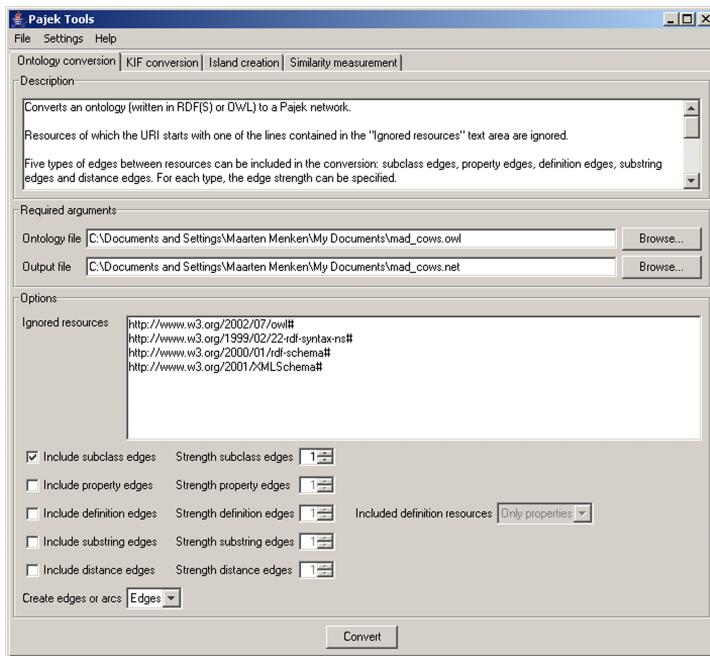 Pajek Tools
File Settings Help
Ontology conversion KIF conversion Island creation Similarity measurement
Description
Converts an ontology (written in RDF(S) or OWL) to a Pajek network.
Resources of which the URI starts with one of the lines contained in the "Ignored resources" text area are ignored.
Five types of edges between resources can be included in the conversion: subclass edges, property edges, definition edges, substring
edges and distance edges. For each type, the edge strength can be specified.
Required arguments
Ontology file C:\Documents and Settings\Maarten Menken\My Documents\mad_cows.owl Browse...
Output file C:\Documents and Settings\Maarten Menken\My Documents\mad_cows.net Browse...
Options
Ignored resources http://www.w3.org/2002/07/owl#
http://www.w3.org/1999/02/22-rdf-syntax-ns#
http://www.w3.org/2000/01/rdf-schema#
http://www.w3.org/2001/XMLSchema#
Include subclass edges Strength subclass edges 1
Include property edges Strength property edges 1
Include definition edges Strength definition edges 1 Included definition resources Only properties
Include substring edges Strength substring edges 1
Include distance edges Strength distance edges 1
Create edges or arcs Edges
Convert